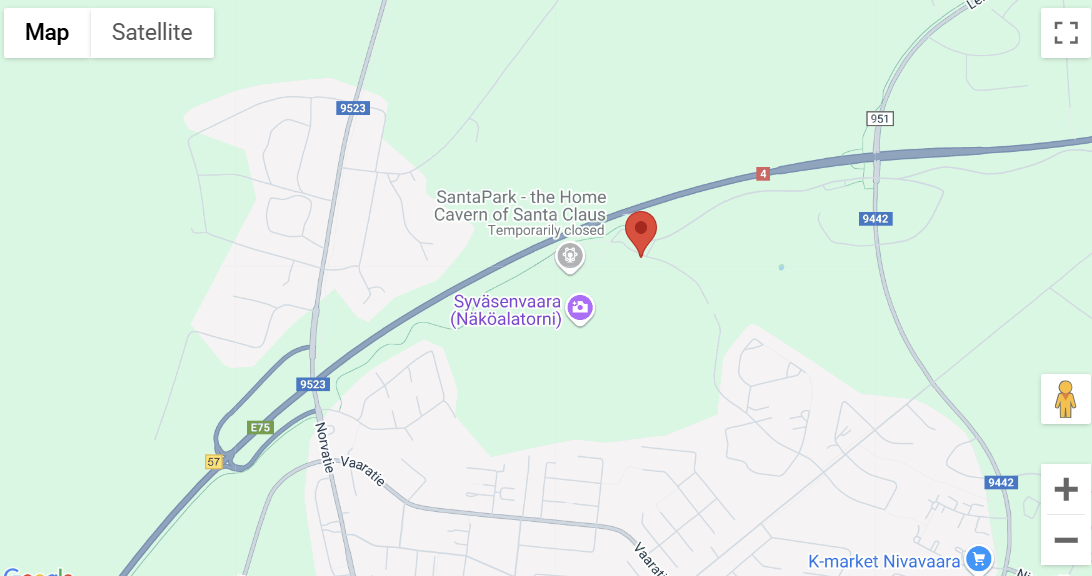 Map
Satellite
9523
951
4
SantaPark - the Home
Cavern of Santa Claus
Temporarily closed
9442
Syväsenvaara
(Näköalatorni)
9523
E75
57
Norvatie
Vaaratie
9442
K-market Nivavaara
Google